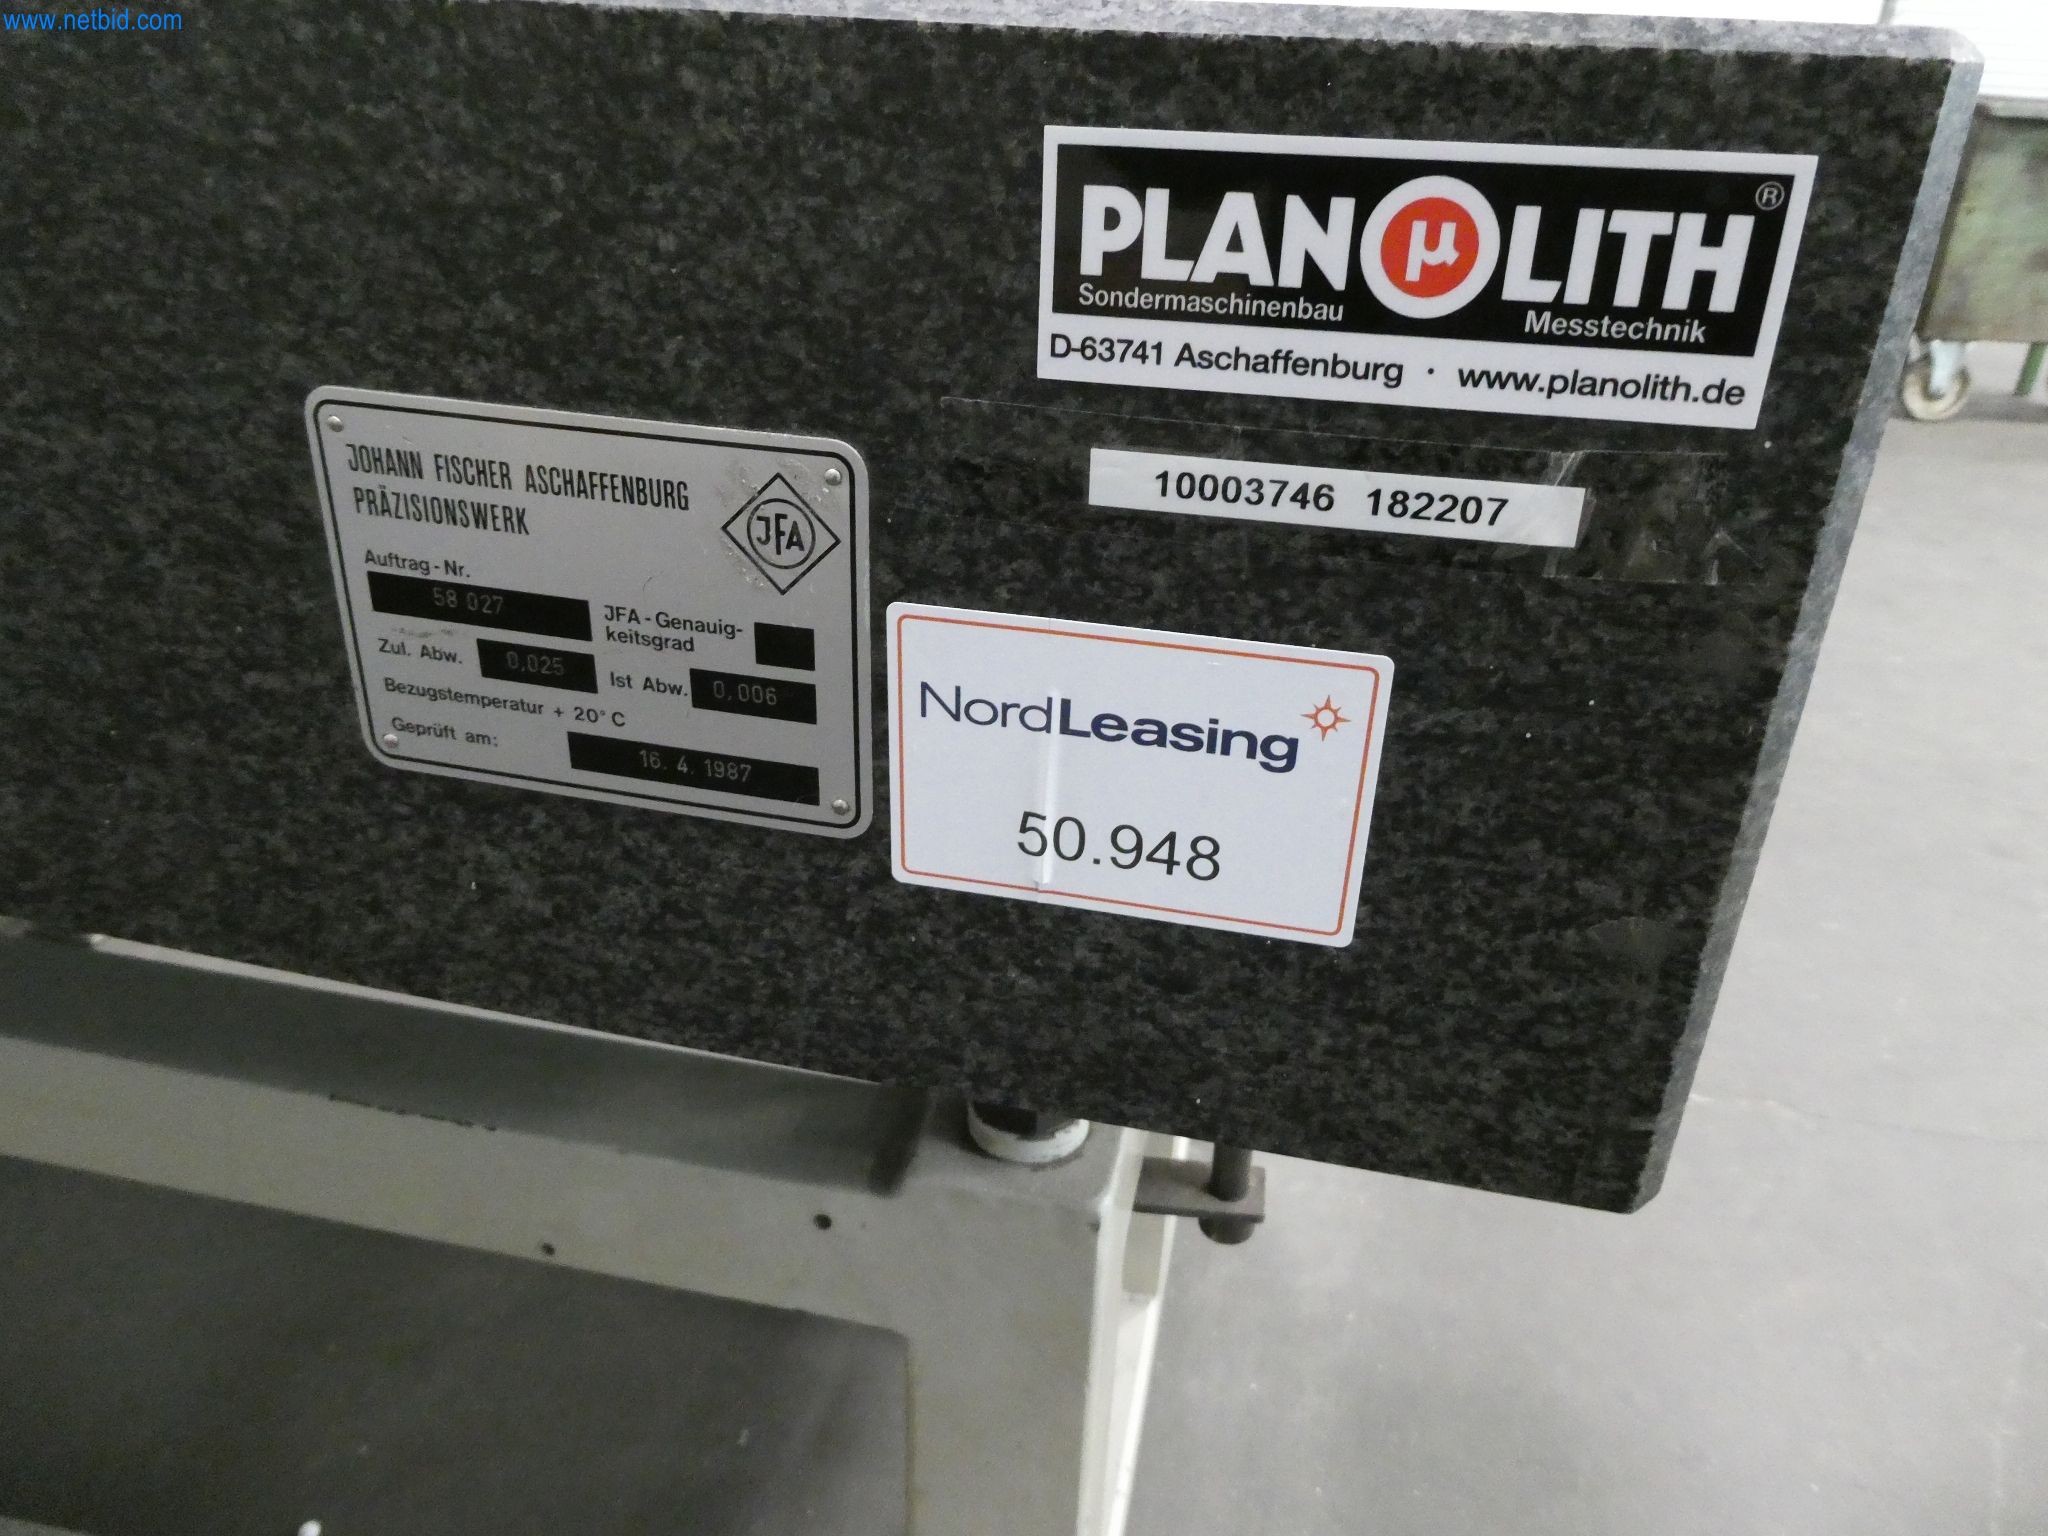 www.netbid.com
PLANµLITH®
Sondermaschinenbau
Messtechnik
D-63741 Aschaffenburg · www.planolith.de
10003746 182207
JOHANN FISCHER ASCHAFFENBURG
PRÄZISIONSWERK
JFA
Auftrag-Nr.
58 027
JFA-Genauig-
keitsgrad
Zul. Abw. 0,025 Ist Abw. 0,006
Bezugstemperatur + 20° C
Geprüft am: 16. 4. 1987
NordLeasing
50.948